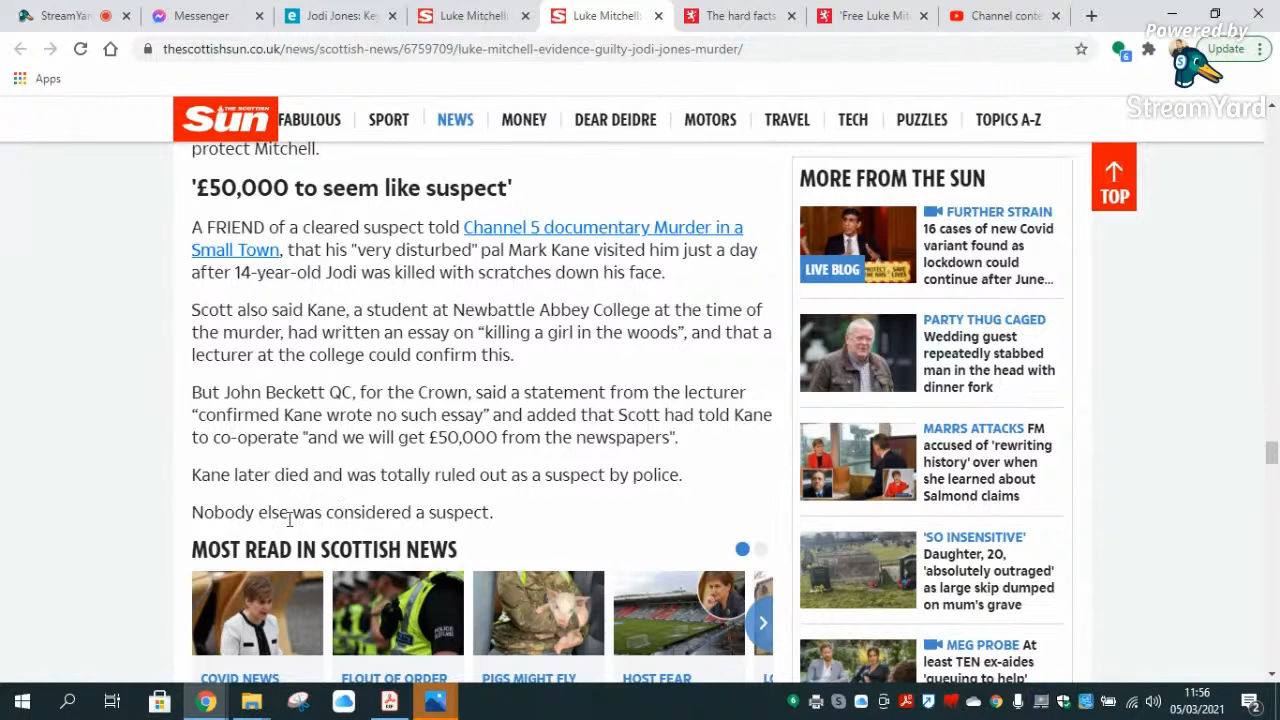 StreamY
Messenger
Jodi Jones: Ke
Luke Mitchell
Luke Mitchell:
The hard facts
'Free Luke Mit
Channel conte
Powered by
StreamYard
thescottishsun.co.uk/news/scottish-news/6759709/luke-mitchell-evidence-guilty-jodi-jones-murder/
6
Update
Apps
THE SCOTTISH
Sun
FABULOUS
SPORT
NEWS
MONEY
DEAR DEIDRE
MOTORS
TRAVEL
TECH
PUZZLES
TOPICS A-Z
protect Mitchell.
'£50,000 to seem like suspect'
A FRIEND of a cleared suspect told Channel 5 documentary Murder in a
Small Town, that his "very disturbed" pal Mark Kane visited him just a day
after 14-year-old Jodi was killed with scratches down his face.
Scott also said Kane, a student at Newbattle Abbey College at the time of
the murder, had written an essay on “killing a girl in the woods”, and that a
lecturer at the college could confirm this.
But John Beckett QC, for the Crown, said a statement from the lecturer
“confirmed Kane wrote no such essay” and added that Scott had told Kane
to co-operate "and we will get £50,000 from the newspapers".
Kane later died and was totally ruled out as a suspect by police.
Nobody else was considered a suspect.
MOST READ IN SCOTTISH NEWS
COVID NEWS
FLOUT OF ORDER
PIGS MIGHT FLY
HOST FEAR
MORE FROM THE SUN
LIVE BLOG
FURTHER STRAIN
16 cases of new Covid
variant found as
lockdown could
continue after June...
PARTY THUG CAGED
Wedding guest
repeatedly stabbed
man in the head with
dinner fork
MARRS ATTACKS FM
accused of 'rewriting
history' over when
she learned about
Salmond claims
'SO INSENSITIVE'
Daughter, 20,
'absolutely outraged'
as large skip dumped
on mum's grave
MEG PROBE At
least TEN ex-aides
'queuing to help'
TOP
11:56
05/03/2021
2